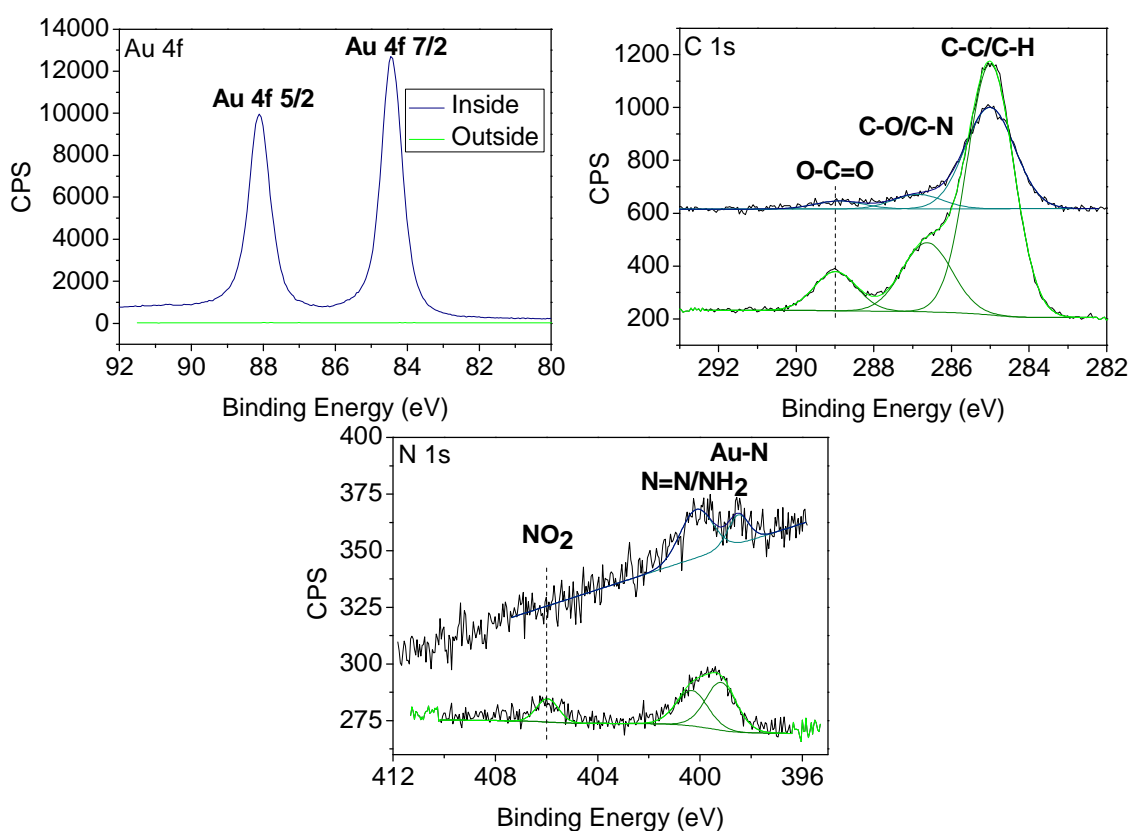 Au 4f
Au 4f 7/2
Au 4f 5/2
Inside
Outside
14000
12000
10000
8000
6000
4000
2000
0
CPS
92 90 88 86 84 82 80
Binding Energy (eV)
C 1s
C-C/C-H
C-O/C-N
O-C=O
1200
1000
800
600
400
200
CPS
292 290 288 286 284 282
Binding Energy (eV)
N 1s
Au-N
N=N/NH2
NO2
400
375
350
325
300
275
CPS
412 408 404 400 396
Binding Energy (eV)